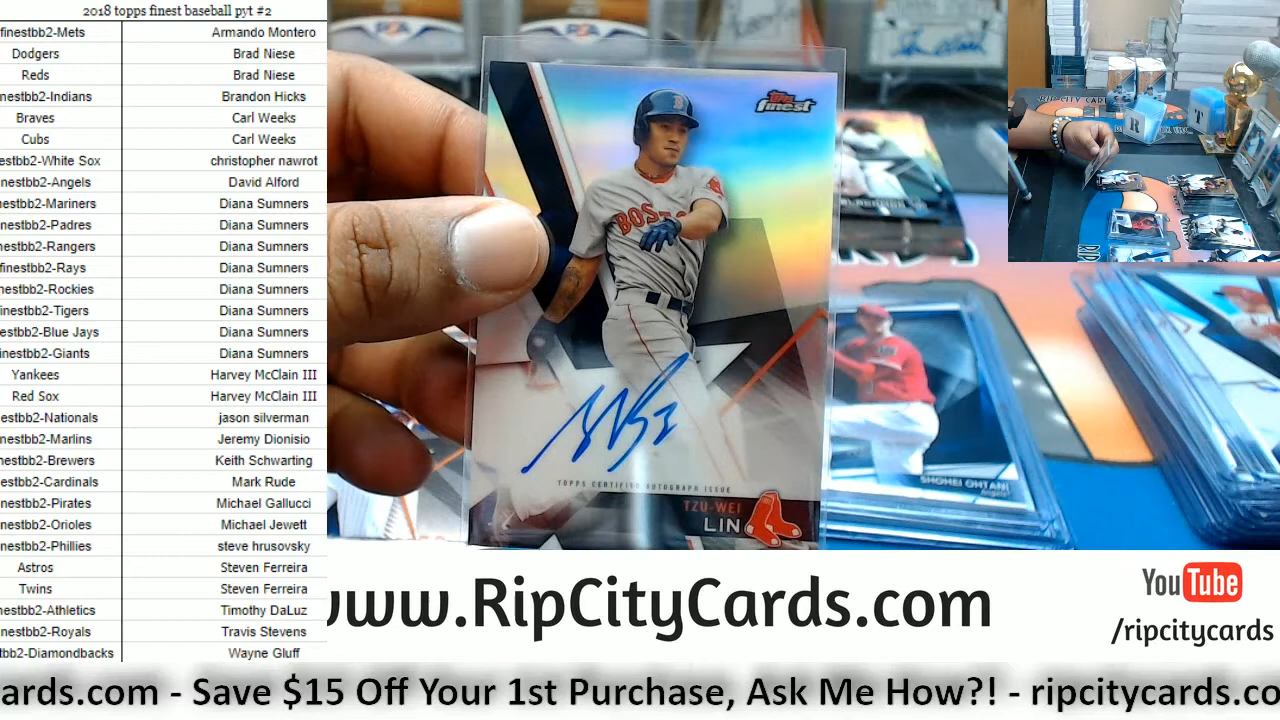 2018 topps finest baseball pyt #2
finestbb2-Mets Armando Montero
Dodgers Brad Niese
Reds Brad Niese
nestbb2-Indians Brandon Hicks
Braves Carl Weeks
Cubs Carl Weeks
estbb2-White Sox christopher nawrot
nestbb2-Angels David Alford
nestbb2-Mariners Diana Sumners
nestbb2-Padres Diana Sumners
nestbb2-Rangers Diana Sumners
finestbb2-Rays Diana Sumners
nestbb2-Rockies Diana Sumners
finestbb2-Tigers Diana Sumners
estbb2-Blue Jays Diana Sumners
inestbb2-Giants Diana Sumners
Yankees Harvey McClain III
Red Sox Harvey McClain III
estbb2-Nationals jason silverman
nestbb2-Marlins Jeremy Dionisio
nestbb2-Brewers Keith Schwarting
estbb2-Cardinals Mark Rude
nestbb2-Pirates Michael Gallucci
nestbb2-Orioles Michael Jewett
nestbb2-Phillies steve hrusovsky
Astros Steven Ferreira
Twins Steven Ferreira
nestbb2-Athletics Timothy DaLuz
nestbb2-Royals Travis Stevens
bb2-Diamondbacks Wayne Gluff
Topps
finest
BOSTO
TOPPS CERTIFIED AUTOGRAPH ISSUE
TZU-WEI
LIN
SHOHEI OHTANI
Angels
RIP CITY CAR
R
T
www.RipCityCards.com
YouTube
/ripcitycards
ards.com - Save $15 Off Your 1st Purchase, Ask Me How?! - ripcitycards.co